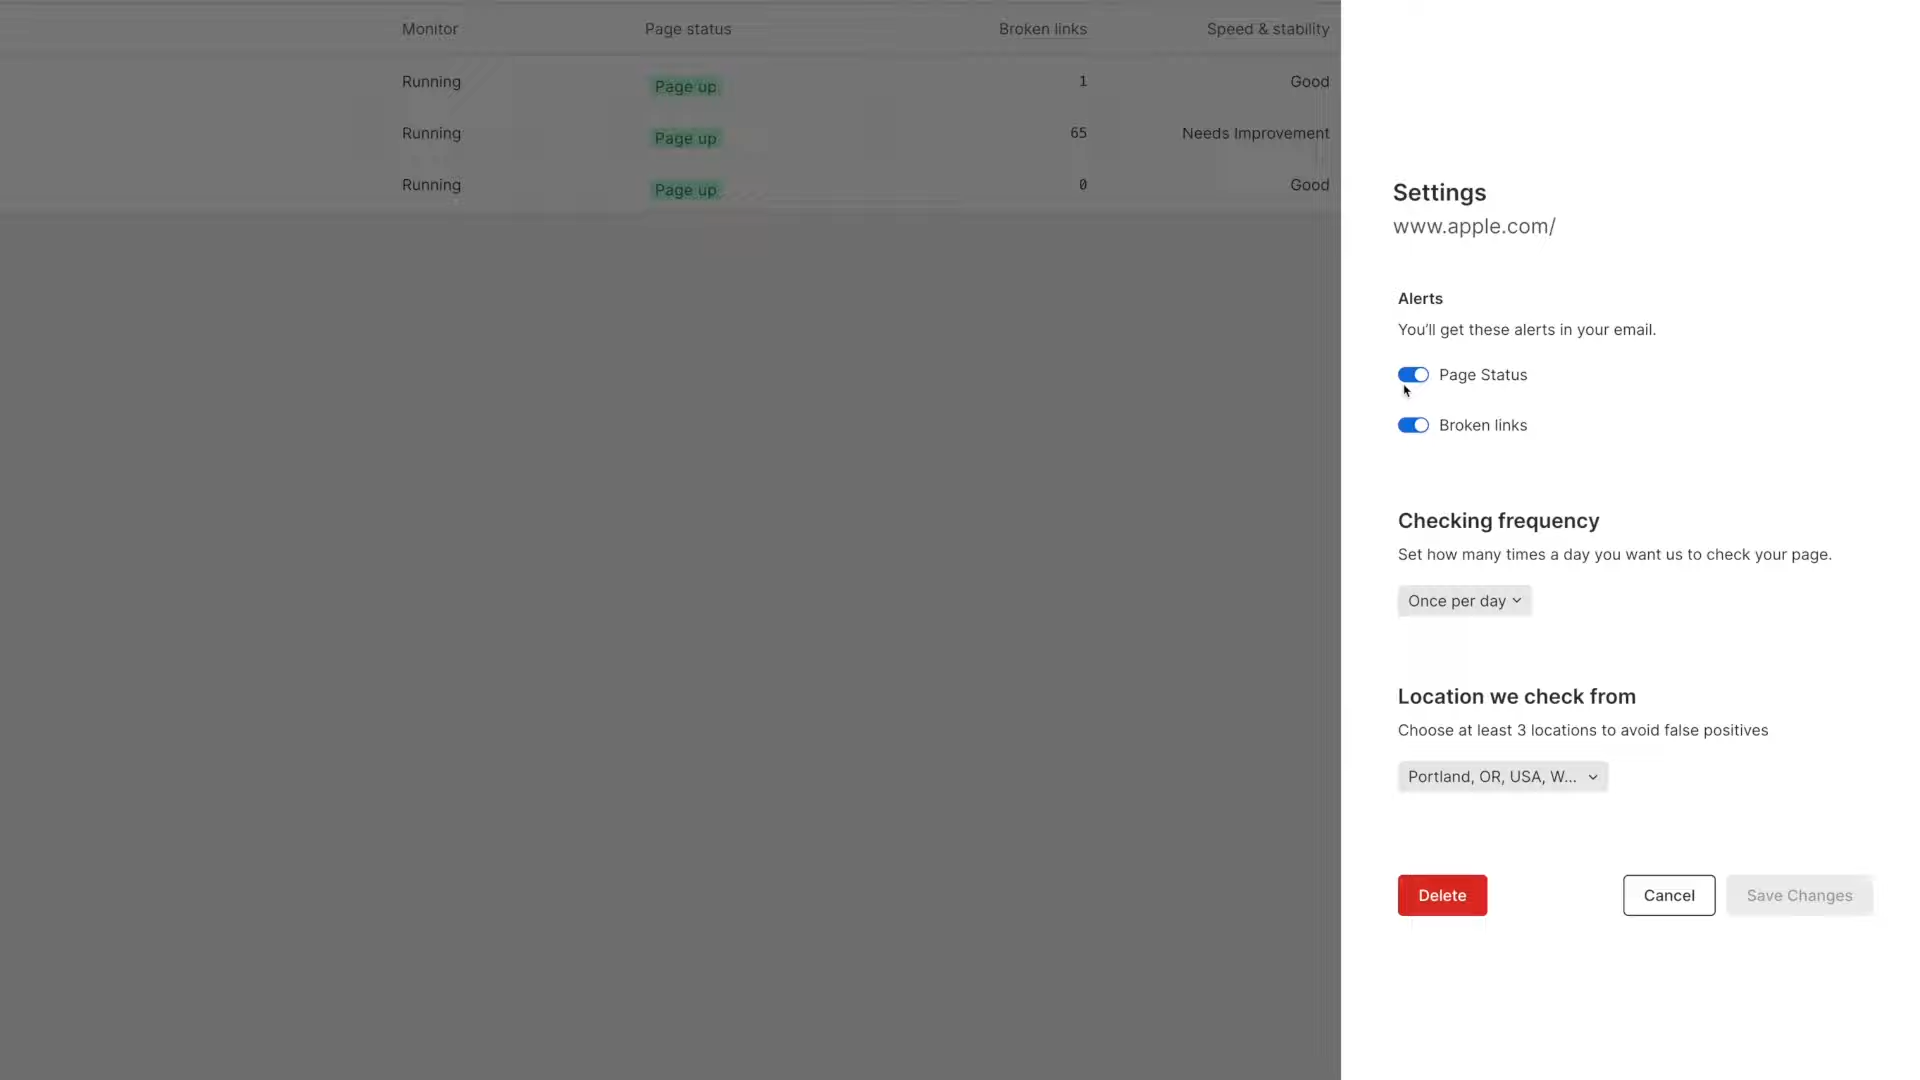 Monitor Page status Broken links Speed & stability
Running Page up 1 Good
Running Page up 65 Needs Improvement
Running Page up 0 Good
Settings
www.apple.com/
Alerts
You'll get these alerts in your email.
Page Status
Broken links
Checking frequency
Set how many times a day you want us to check your page.
Once per day
Location we check from
Choose at least 3 locations to avoid false positives
Portland, OR, USA, W...
Delete Cancel Save Changes